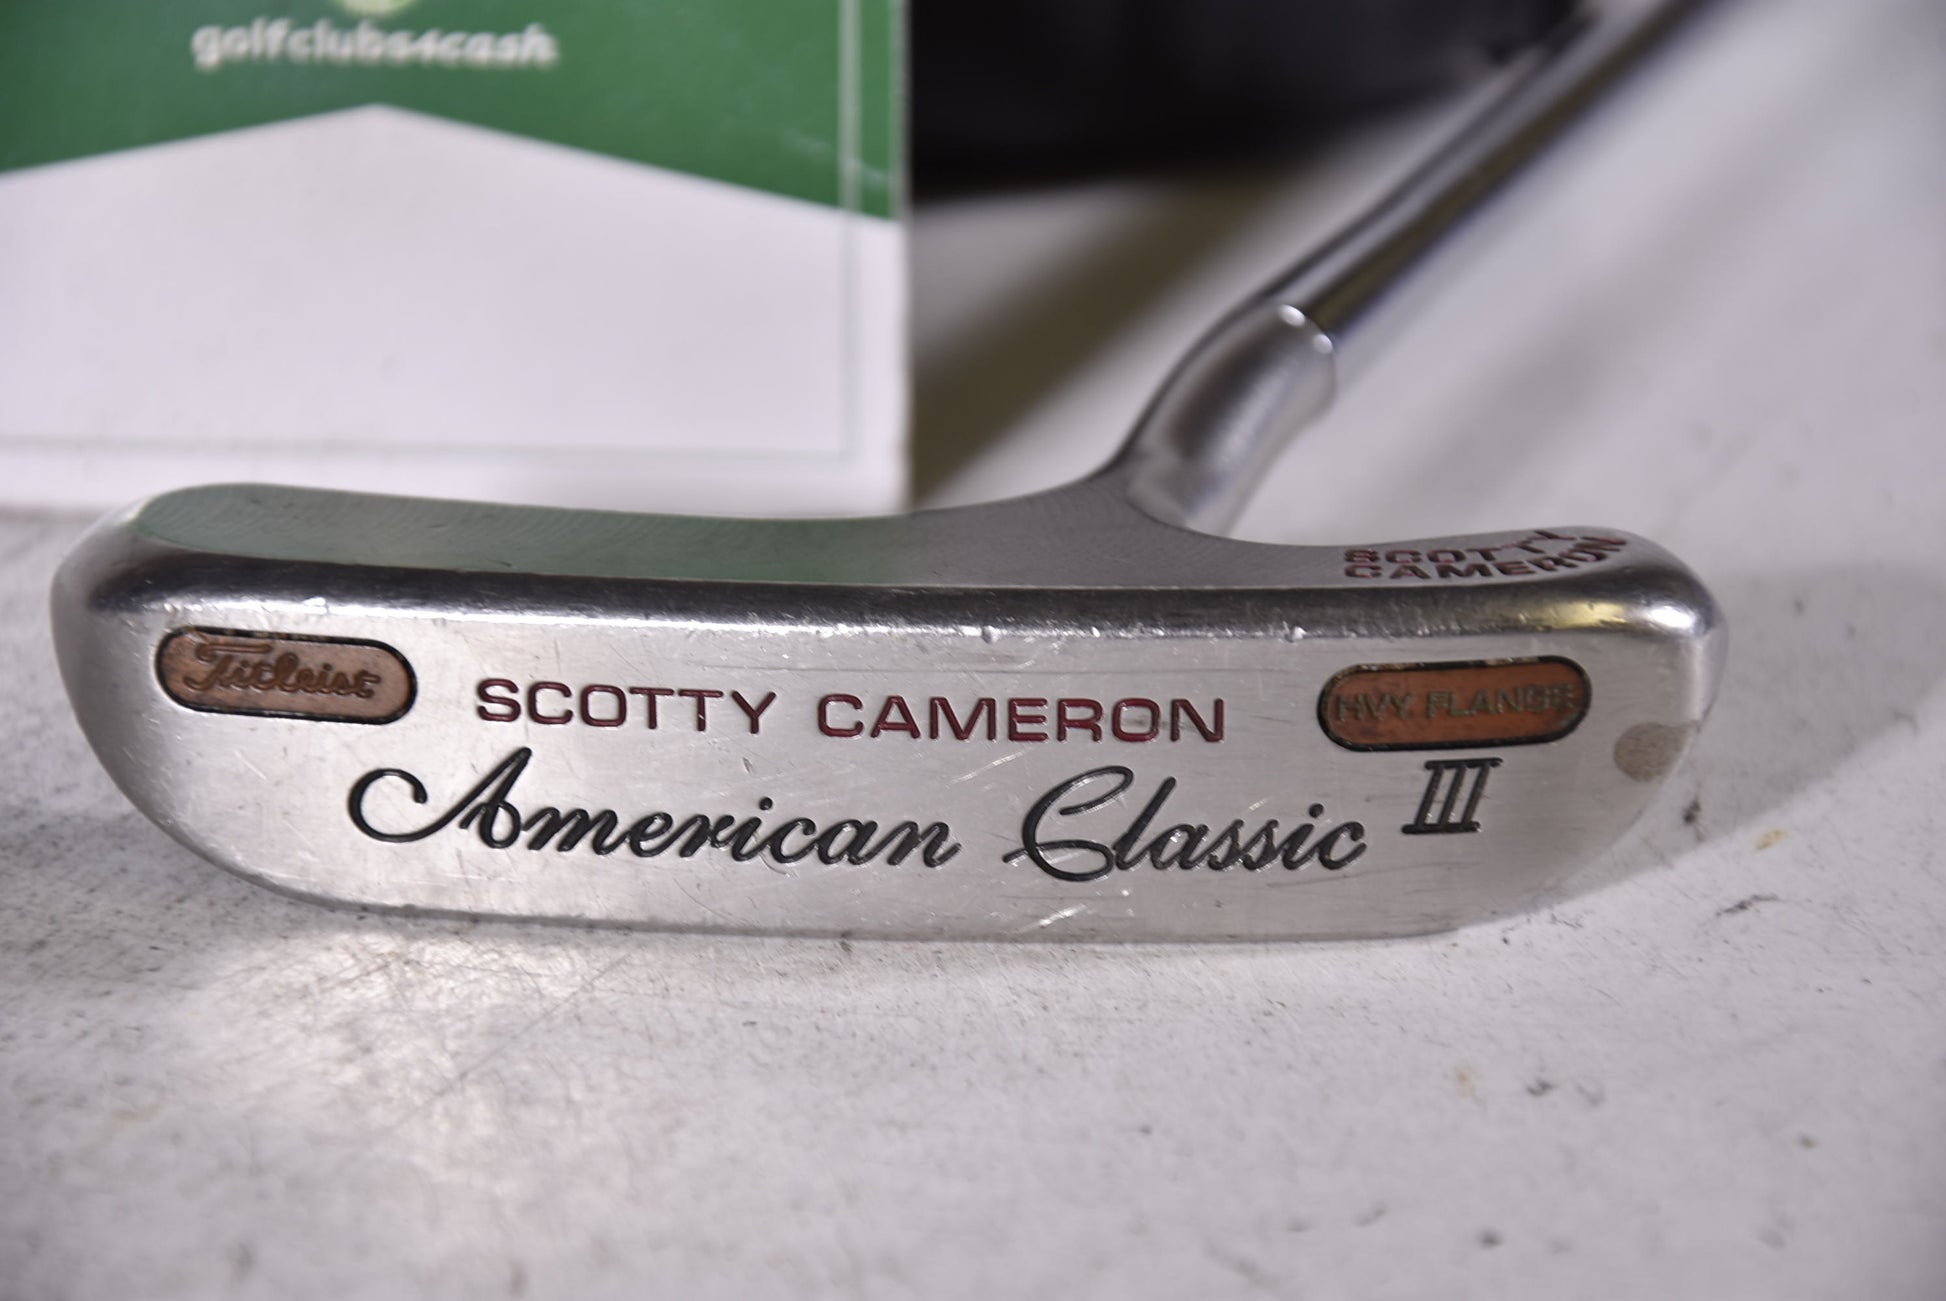 golfclubs4cash
SCOTTY
CAMERON
Titleist
SCOTTY CAMERON
HVY. FLANGE
American Classic III